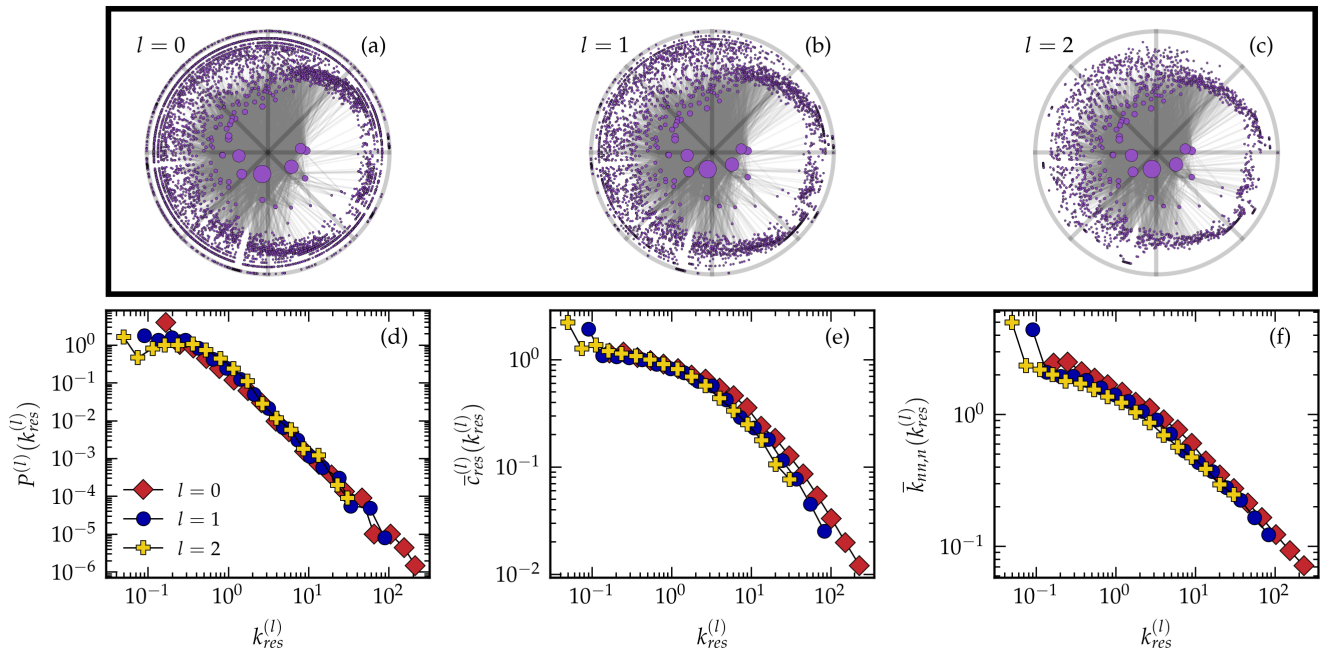 l = 0 (a)
l = 1 (b)
l = 2 (c)
(d)
P^{(l)}(k_{res}^{(l)})
10^0
10^{-1}
10^{-2}
10^{-3}
10^{-4}
10^{-5}
10^{-6}
l = 0
l = 1
l = 2
10^{-1} 10^0 10^1 10^2
k_{res}^{(l)}
(e)
\bar{c}_{res}^{(l)}(k_{res}^{(l)})
10^0
10^{-1}
10^{-2}
10^{-1} 10^0 10^1 10^2
k_{res}^{(l)}
(f)
\bar{k}_{nn,n}(k_{res}^{(l)})
10^0
10^{-1}
10^{-1} 10^0 10^1 10^2
k_{res}^{(l)}